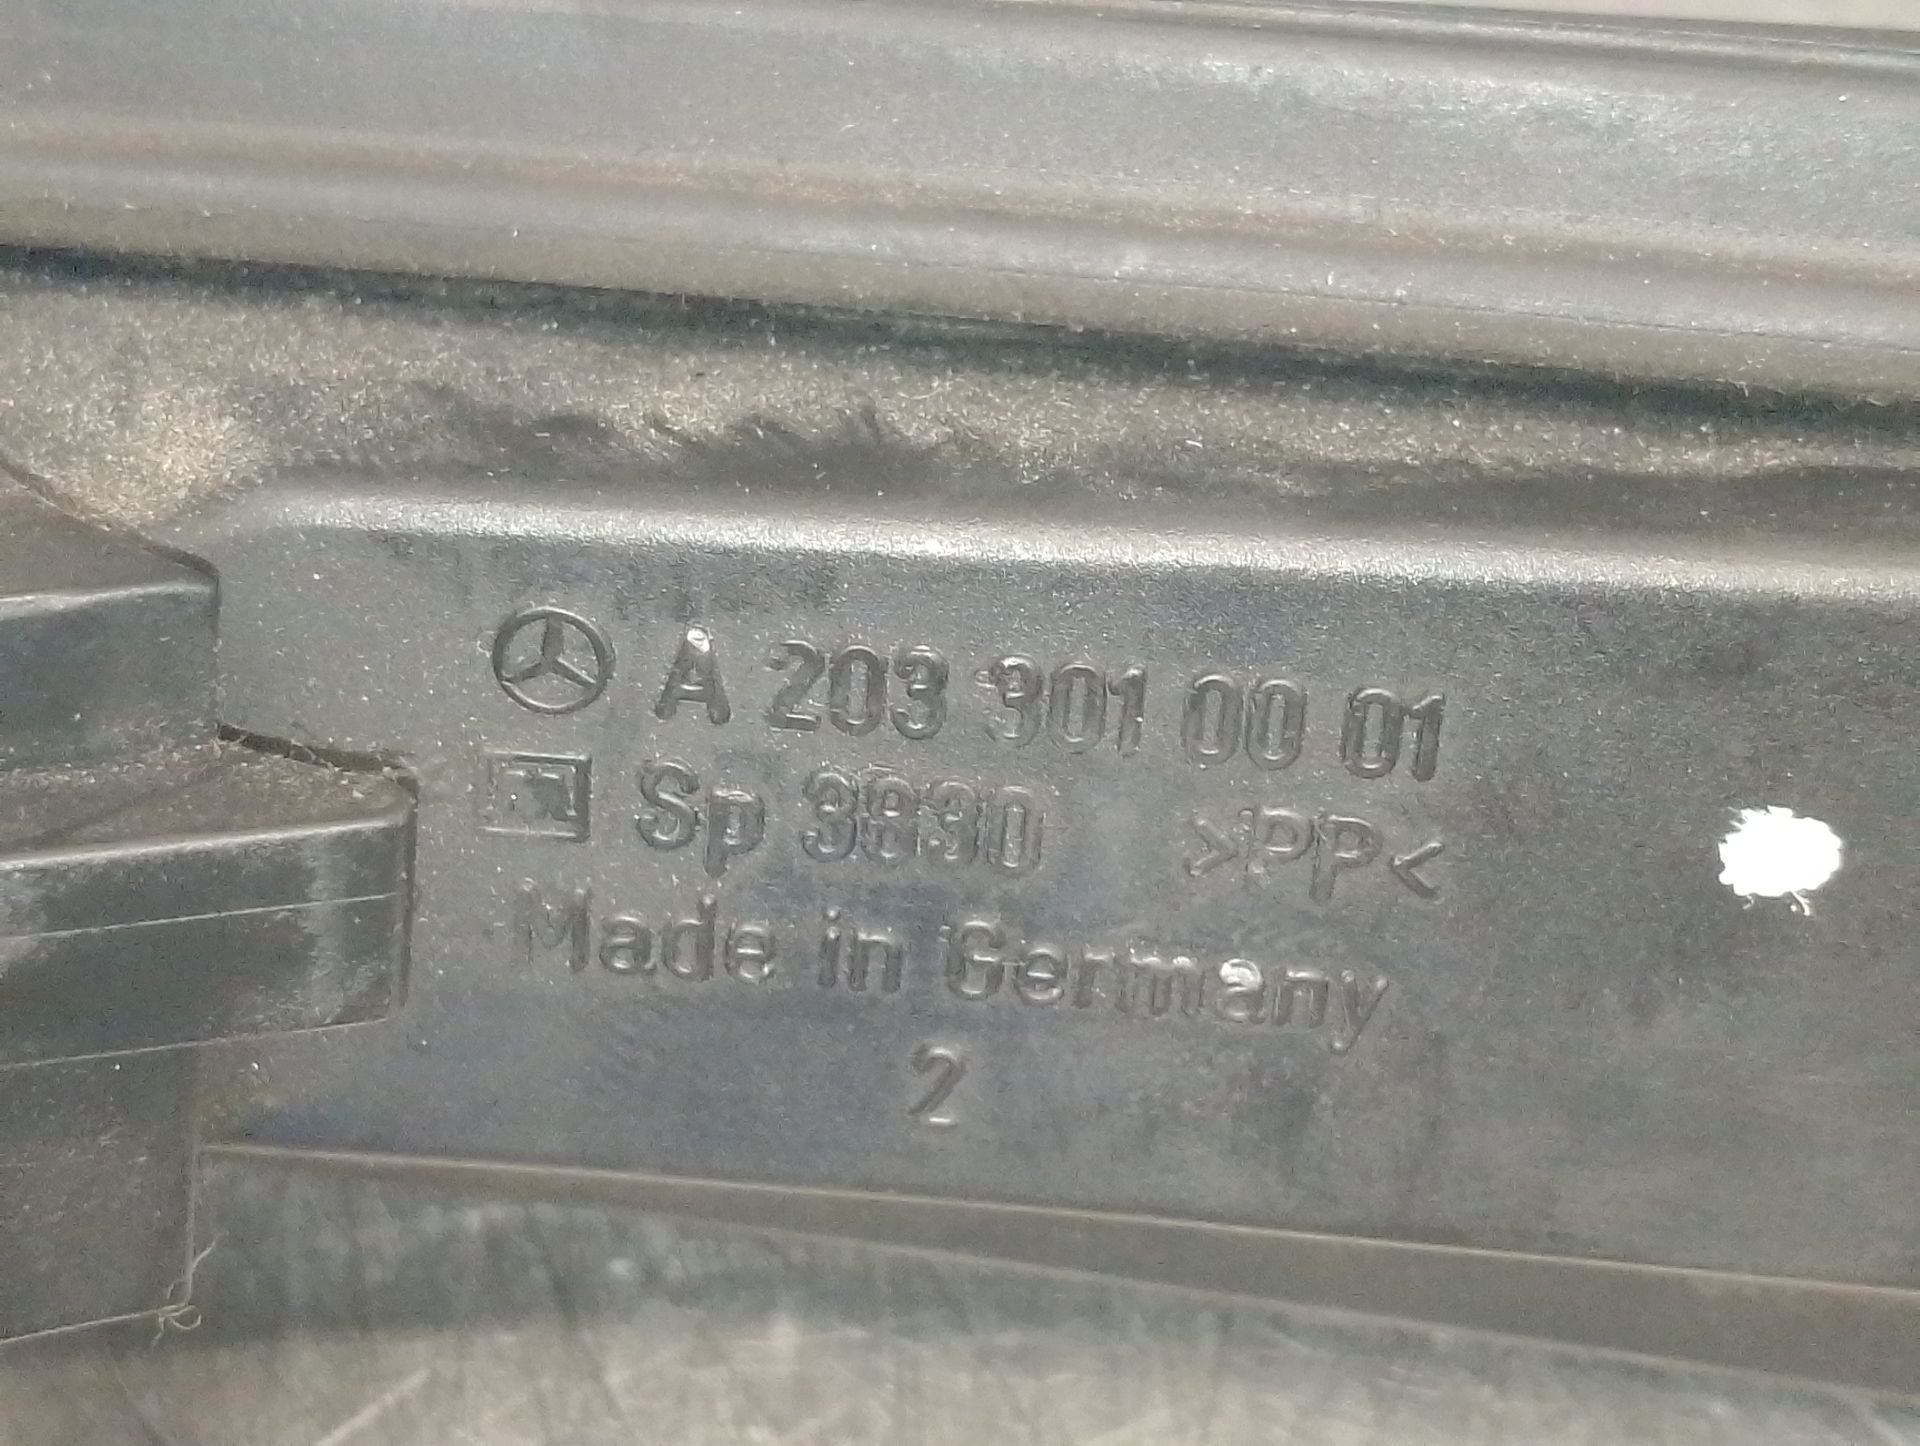 A 203 301 00 01
Sp 3830 >PP<
Made in Germany
2